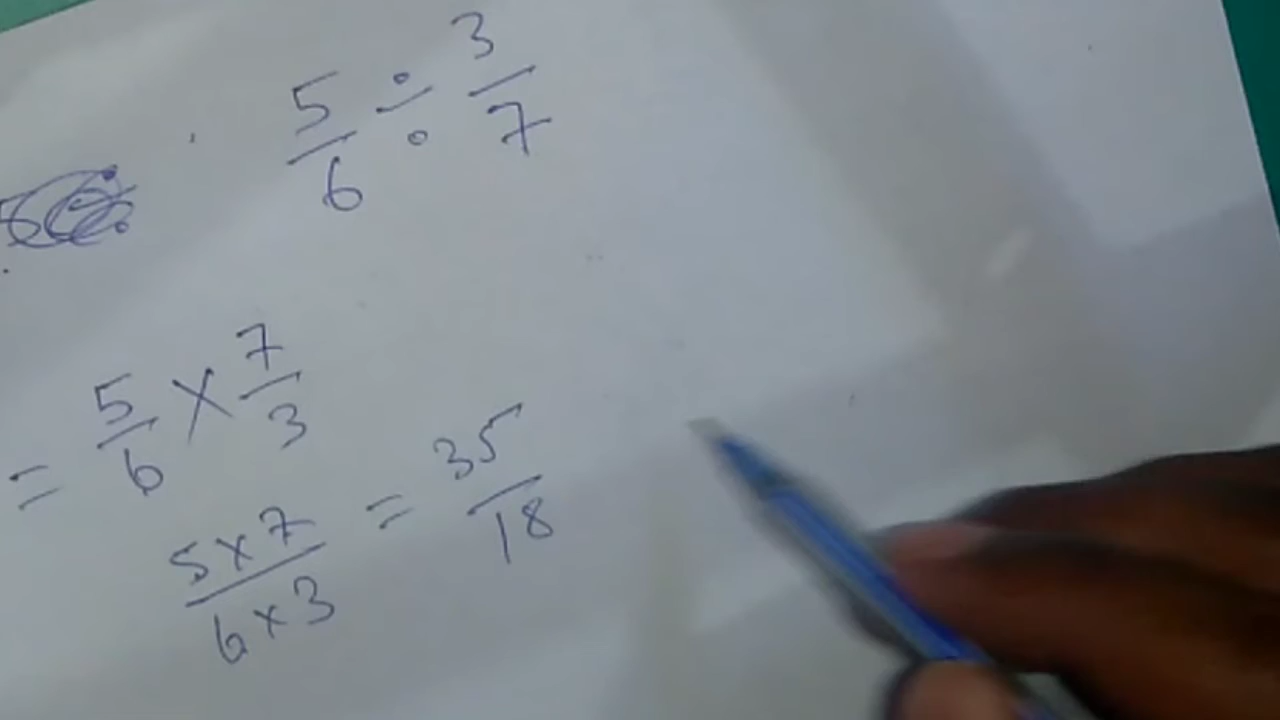 5/6 ÷ 3/7
= 5/6 × 7/3
5×7/6×3 = 35/18